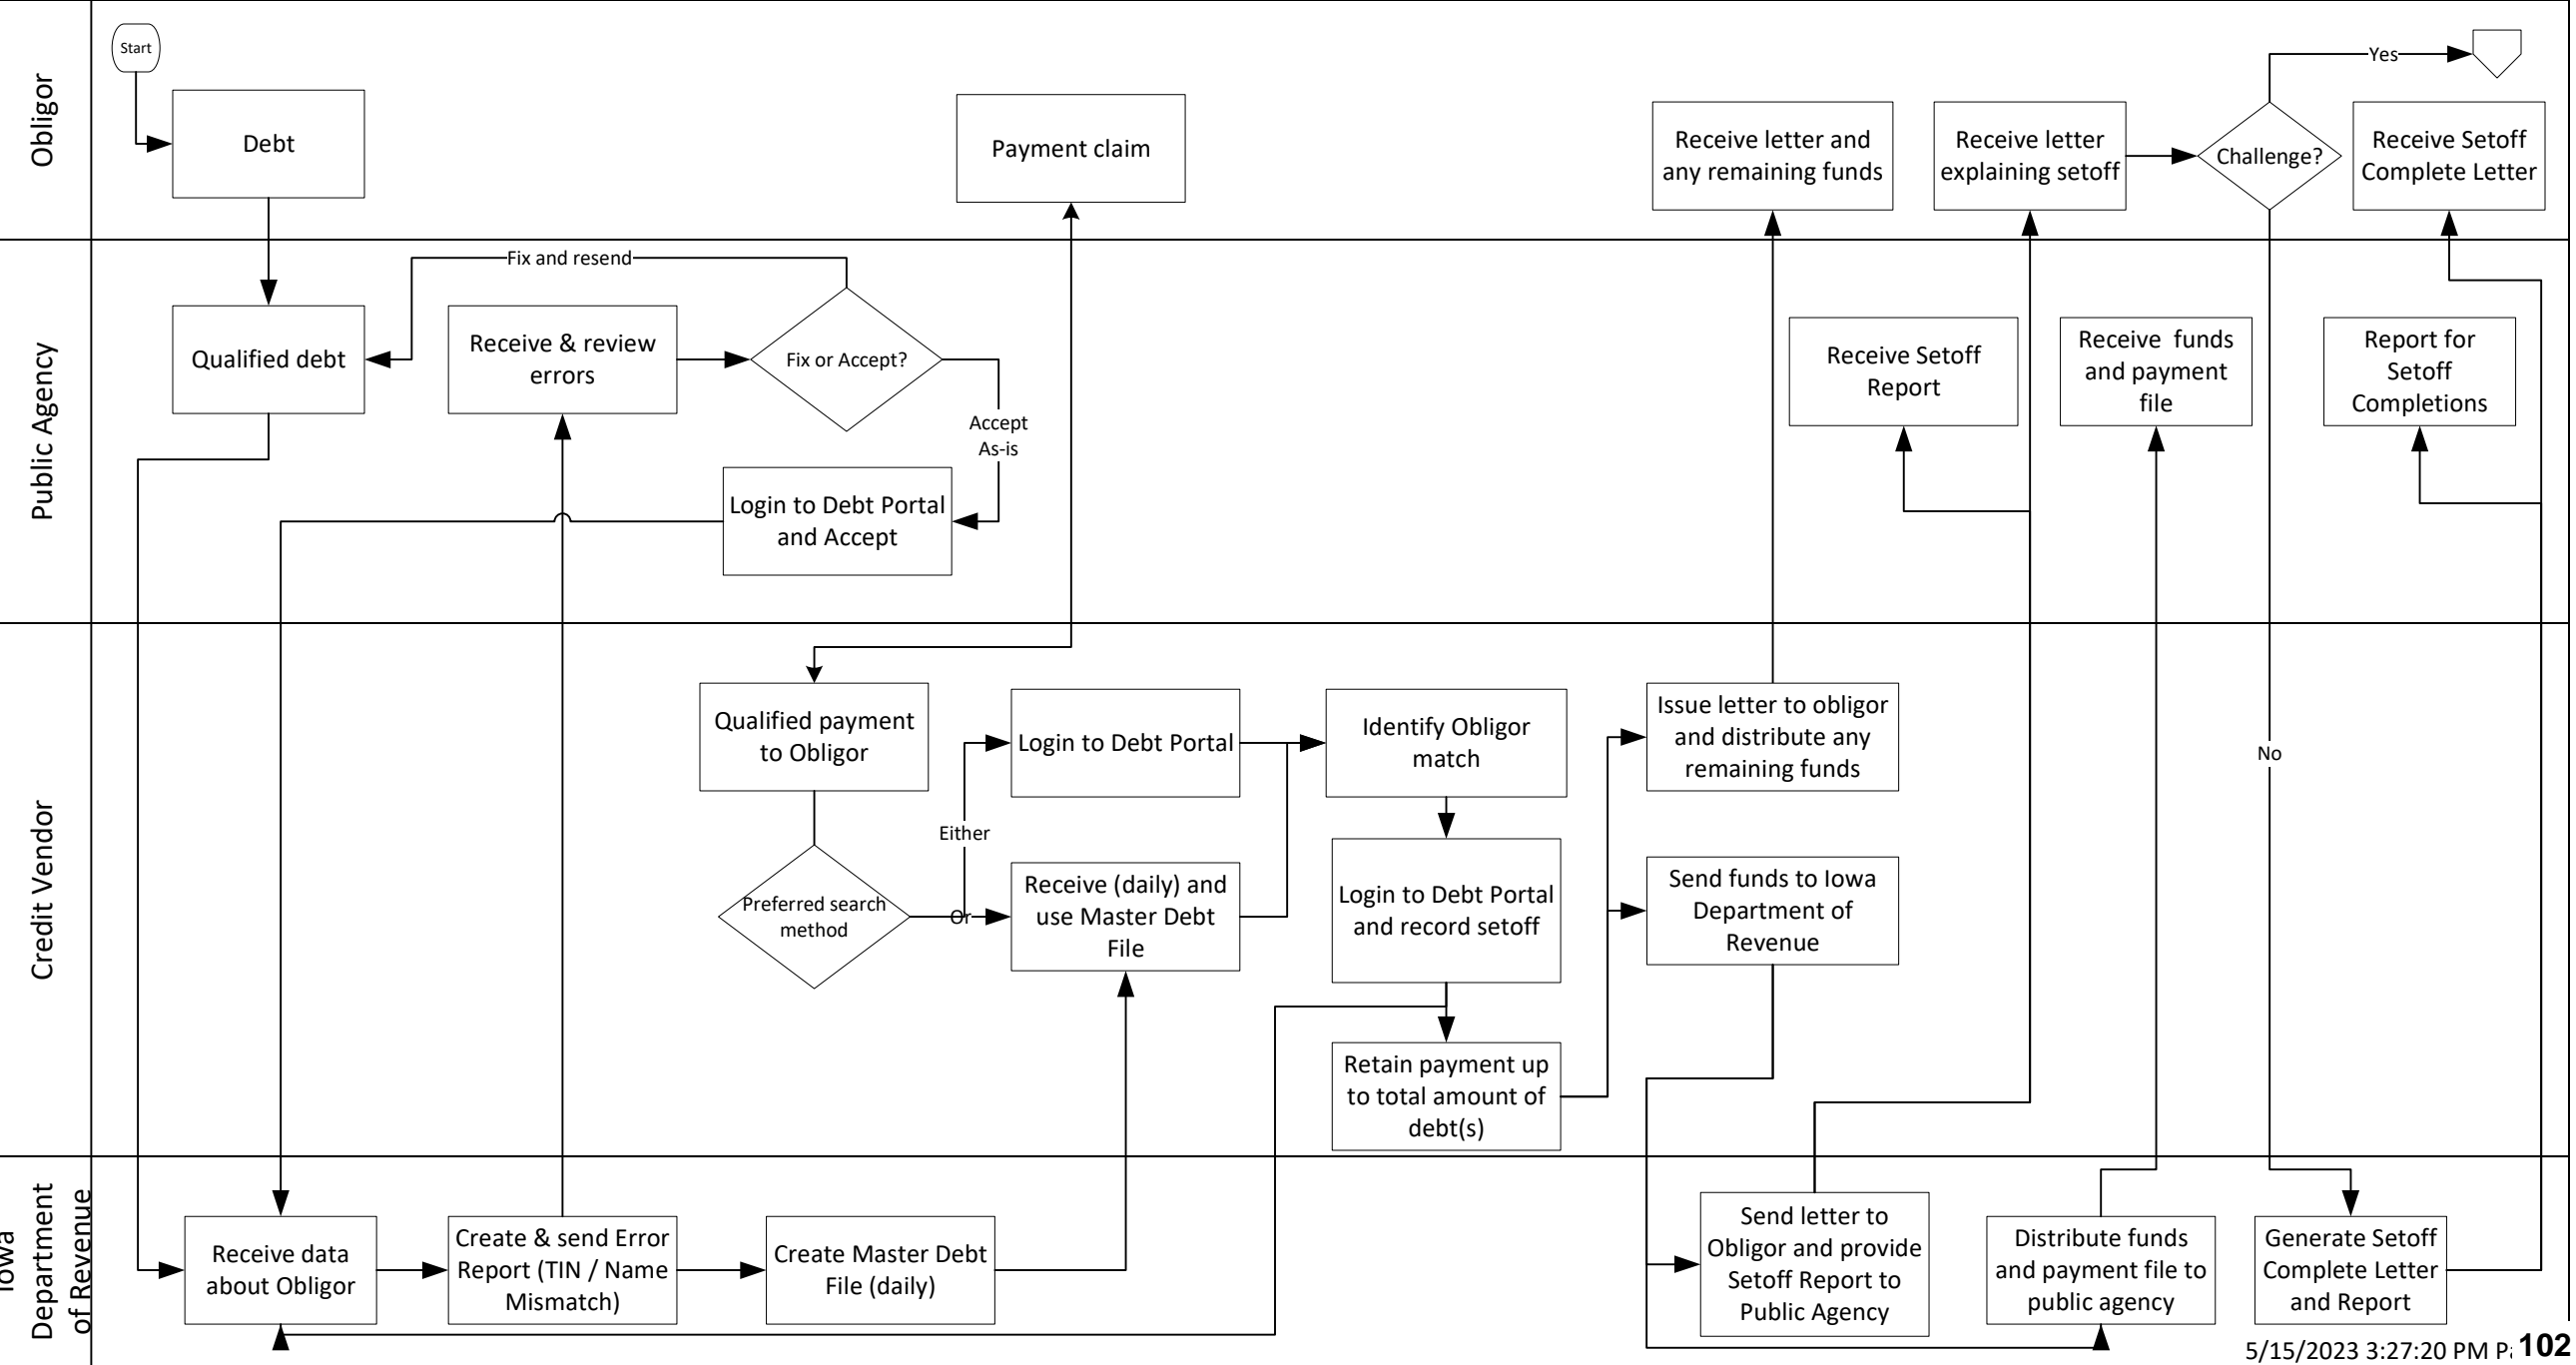 Obligor
Start
Debt
Payment claim
Receive letter and
any remaining funds
Receive letter
explaining setoff
Challenge?
Yes
Receive Setoff
Complete Letter
Public Agency
Fix and resend
Qualified debt
Receive & review
errors
Fix or Accept?
Accept
As-is
Login to Debt Portal
and Accept
Receive Setoff
Report
Receive funds
and payment
file
Report for
Setoff
Completions
Credit Vendor
Qualified payment
to Obligor
Preferred search
method
Either
Or
Login to Debt Portal
Receive (daily) and
use Master Debt
File
Identify Obligor
match
Login to Debt Portal
and record setoff
Retain payment up
to total amount of
debt(s)
Issue letter to obligor
and distribute any
remaining funds
Send funds to Iowa
Department of
Revenue
No
Iowa
Department
of Revenue
Receive data
about Obligor
Create & send Error
Report (TIN / Name
Mismatch)
Create Master Debt
File (daily)
Send letter to
Obligor and provide
Setoff Report to
Public Agency
Distribute funds
and payment file to
public agency
Generate Setoff
Complete Letter
and Report
5/15/2023 3:27:20 PM 102